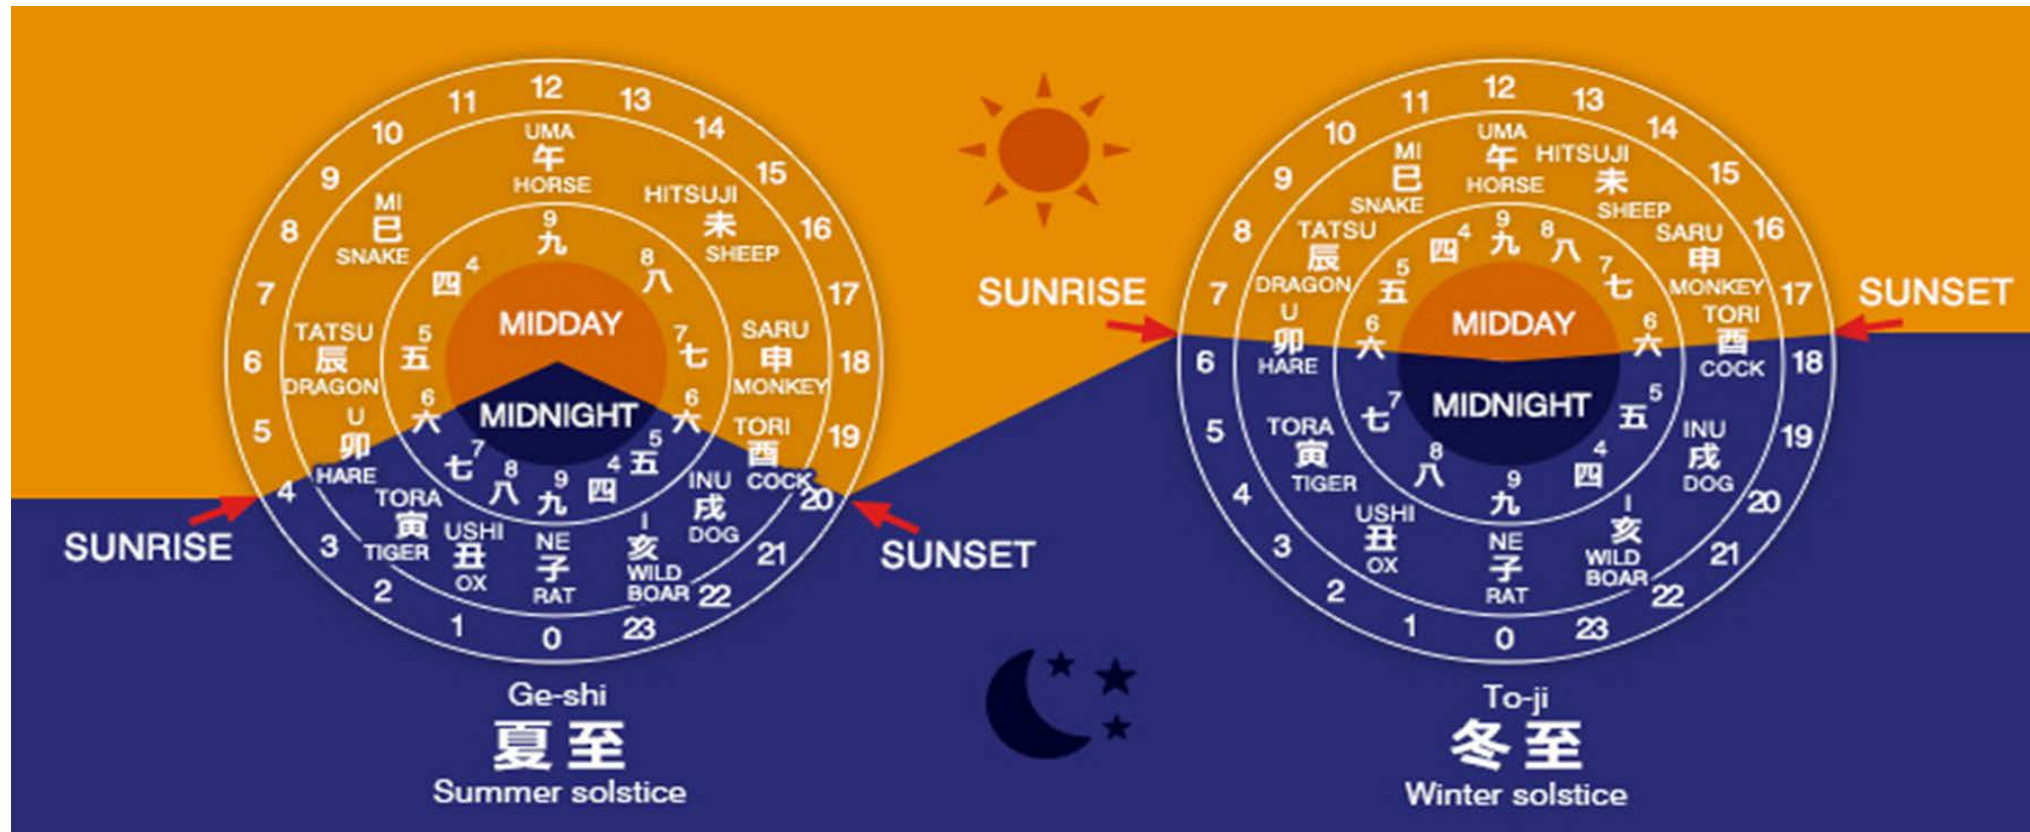 12
13
14
15
16
17
18
19
20
21
22
23
0
1
2
3
4
5
6
7
8
9
10
11
UMA
午
HORSE
HITSUJI
未
SHEEP
SARU
申
MONKEY
TORI
酉
COCK
INU
戌
DOG
I
亥
WILD
BOAR
NE
子
RAT
USHI
丑
OX
TORA
寅
TIGER
U
卯
HARE
TATSU
辰
DRAGON
MI
巳
SNAKE
9
九
8
八
7
七
6
六
5
五
4
四
9
九
8
八
7
七
6
六
5
五
4
四
MIDDAY
MIDNIGHT
SUNRISE
SUNSET
Ge-shi
夏至
Summer solstice
12
13
14
15
16
17
18
19
20
21
22
23
0
1
2
3
4
5
6
7
8
9
10
11
UMA
午
HORSE
HITSUJI
未
SHEEP
SARU
申
MONKEY
TORI
酉
COCK
INU
戌
DOG
I
亥
WILD
BOAR
NE
子
RAT
USHI
丑
OX
TORA
寅
TIGER
U
卯
HARE
TATSU
辰
DRAGON
MI
巳
SNAKE
9
九
8
八
7
七
6
六
5
五
4
四
9
九
8
八
7
七
6
六
5
五
4
四
MIDDAY
MIDNIGHT
SUNRISE
SUNSET
To-ji
冬至
Winter solstice